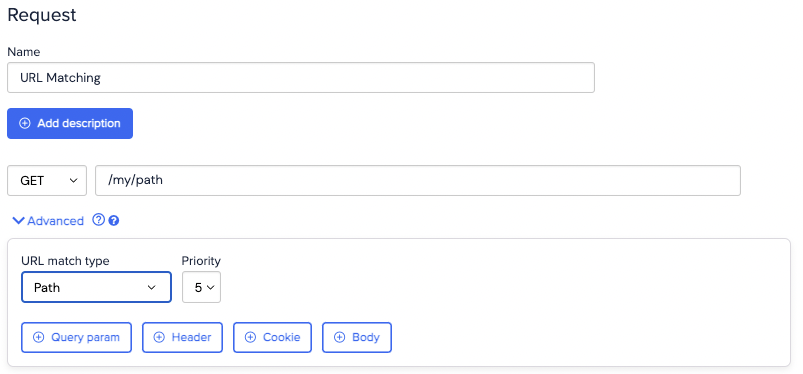 Request
Name
URL Matching
Add description
GET /my/path
Advanced
URL match type Priority
Path 5
Query param Header Cookie Body